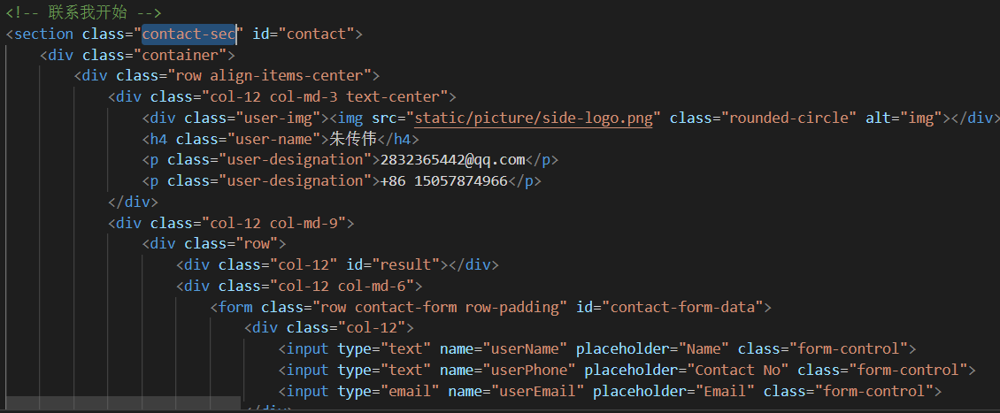 <!-- 联系我开始 -->
<section class="contact-sec" id="contact">
<div class="container">
<div class="row align-items-center">
<div class="col-12 col-md-3 text-center">
<div class="user-img"><img src="static/picture/side-logo.png" class="rounded-circle" alt="img"></div>
<h4 class="user-name">朱传伟</h4>
<p class="user-designation">2832365442@qq.com</p>
<p class="user-designation">+86 15057874966</p>
</div>
<div class="col-12 col-md-9">
<div class="row">
<div class="col-12" id="result"></div>
<div class="col-12 col-md-6">
<form class="row contact-form row-padding" id="contact-form-data">
<div class="col-12">
<input type="text" name="userName" placeholder="Name" class="form-control">
<input type="text" name="userPhone" placeholder="Contact No" class="form-control">
<input type="email" name="userEmail" placeholder="Email" class="form-control">
</div>